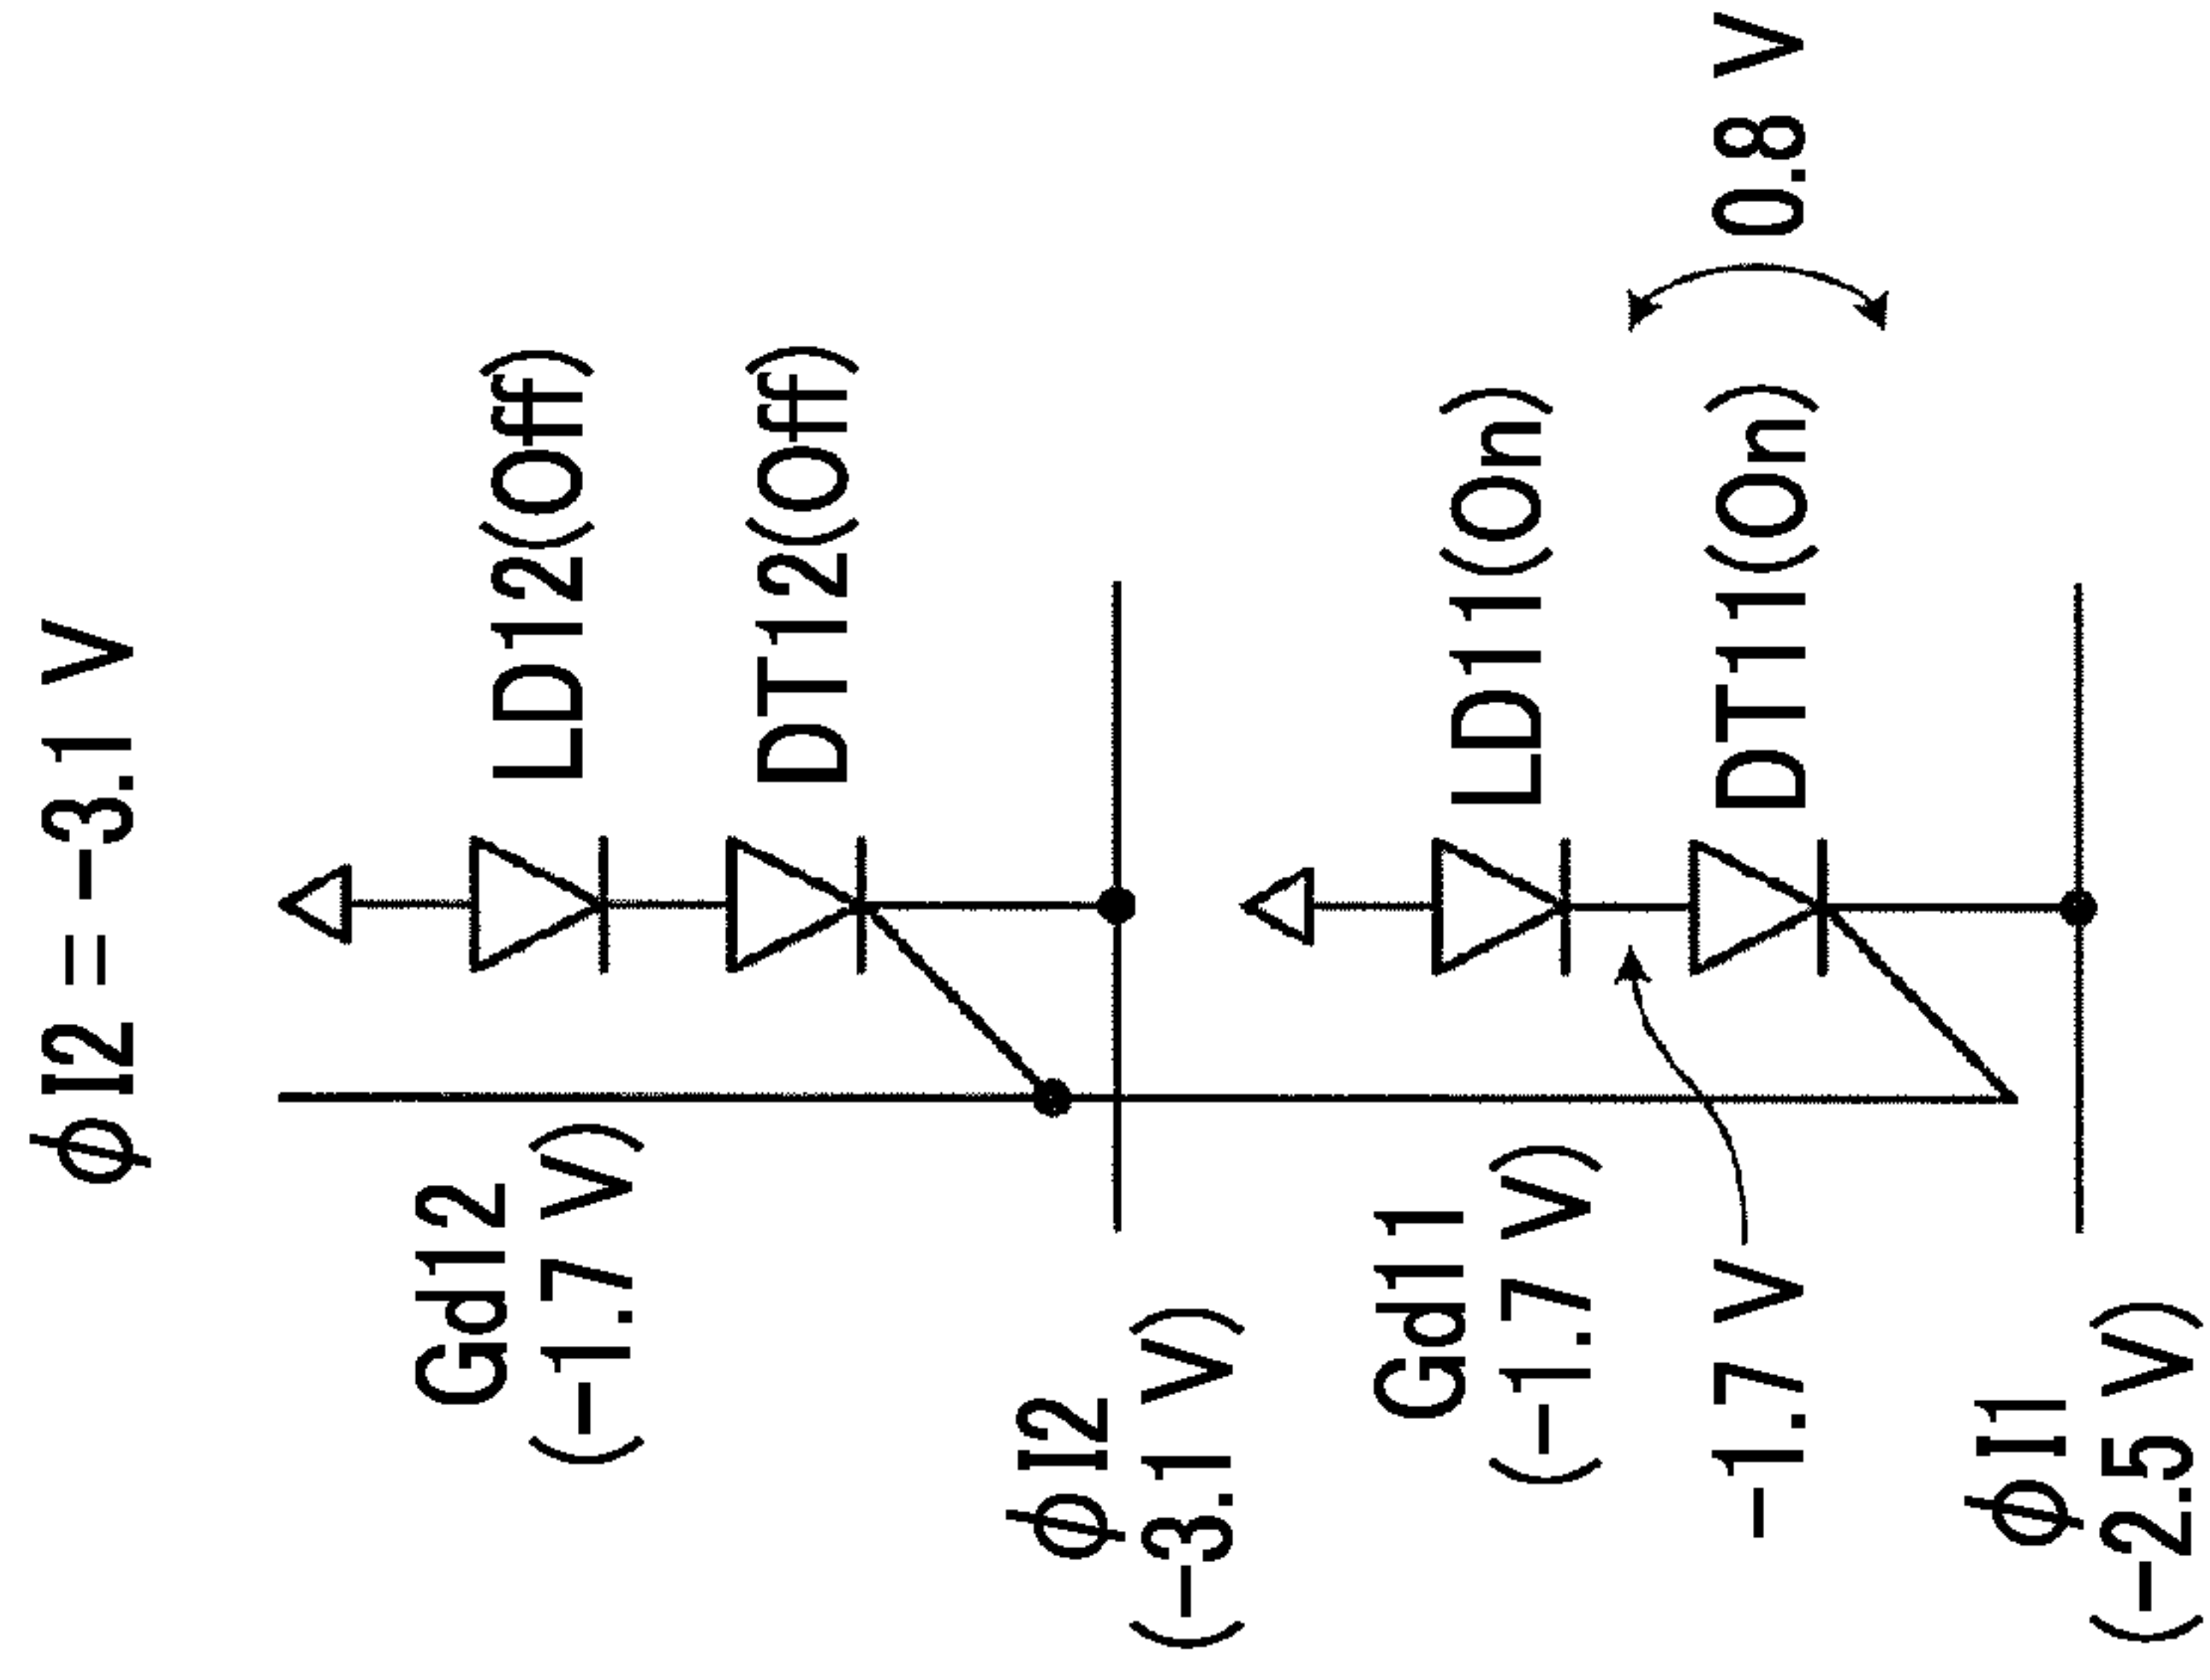 φI2 = -3.1 V
Gd12
(-1.7 V)
LD12(Off)
DT12(Off)
φI2
(-3.1 V)
Gd11
(-1.7 V)
LD11(On)
DT11(On)
0.8 V
-1.7 V
φI1
(-2.5 V)